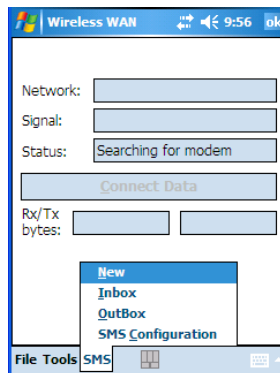 Wireless WAN 9:56 ok
Network:
Signal:
Status: Searching for modem
Connect Data
Rx/Tx
bytes:
New
Inbox
OutBox
SMS Configuration
File Tools SMS